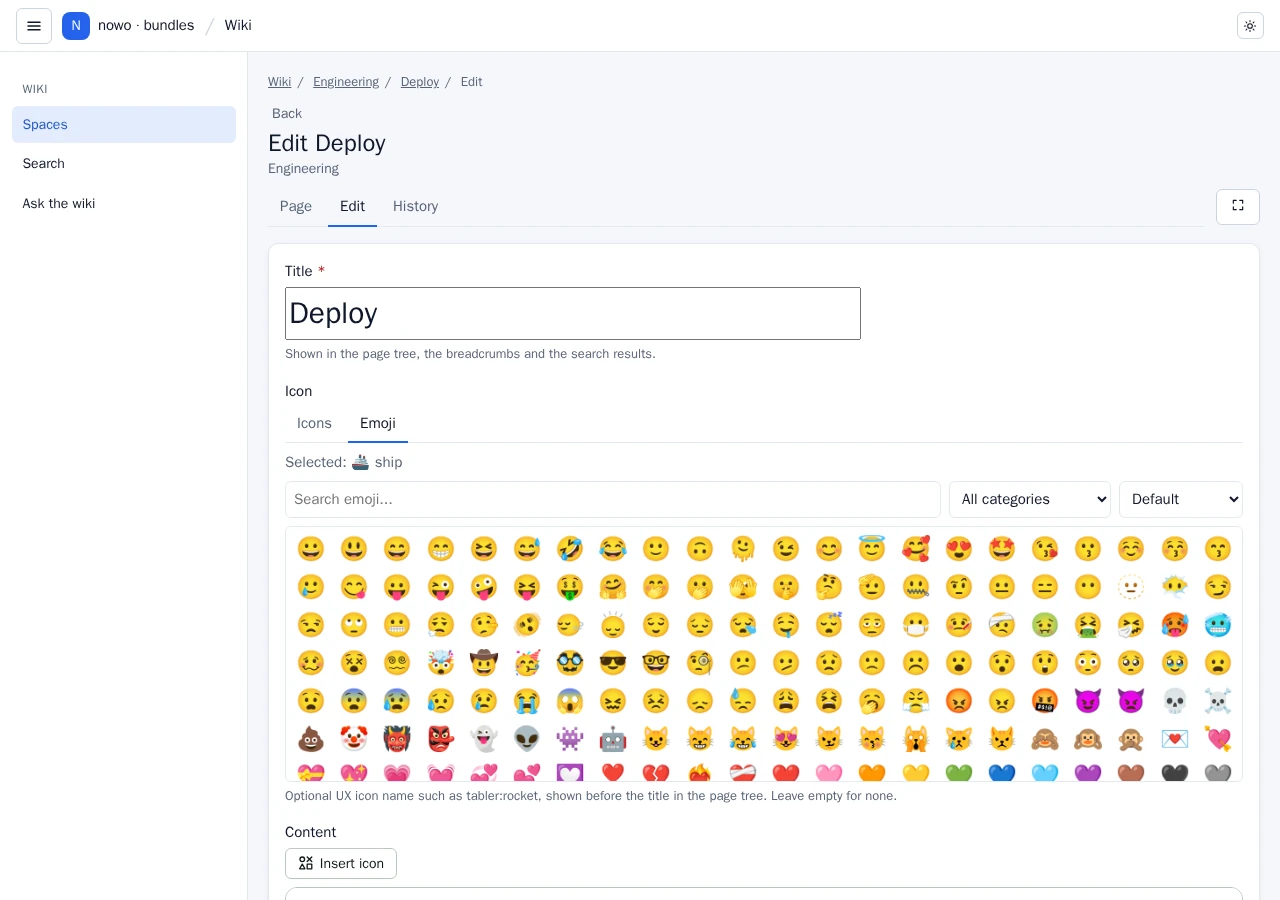 N nowo · bundles / Wiki
WIKI
Spaces
Search
Ask the wiki
Wiki / Engineering / Deploy / Edit
Back
Edit Deploy
Engineering
Page Edit History
Title *
Deploy
Shown in the page tree, the breadcrumbs and the search results.
Icon
Icons Emoji
Selected: 🚢 ship
Search emoji... All categories Default
Optional UX icon name such as tabler:rocket, shown before the title in the page tree. Leave empty for none.
Content
Insert icon